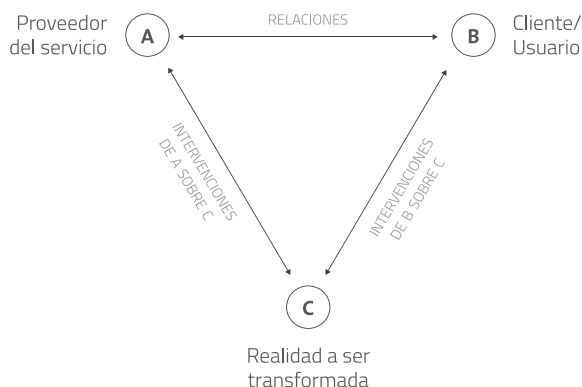 RELACIONES
Proveedor
del servicio
A
B
Cliente/
Usuario
INTERVENCIONES
DE A SOBRE C
INTERVENCIONES
DE B SOBRE C
C
Realidad a ser
transformada